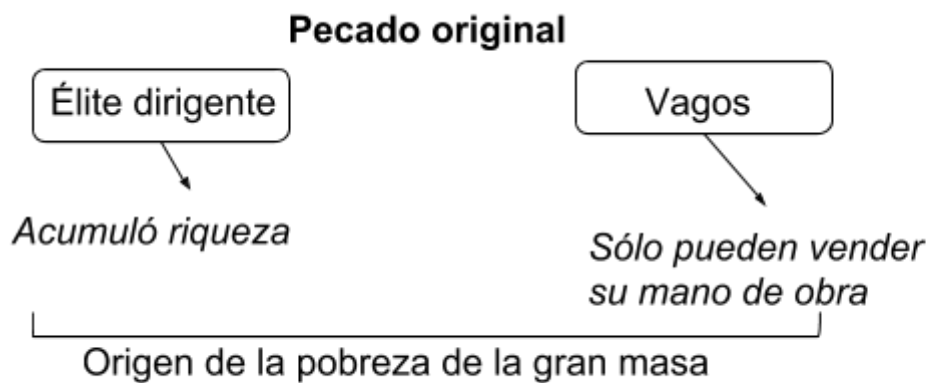 Pecado original
Élite dirigente
Vagos
Acumuló riqueza
Sólo pueden vender
su mano de obra
Origen de la pobreza de la gran masa